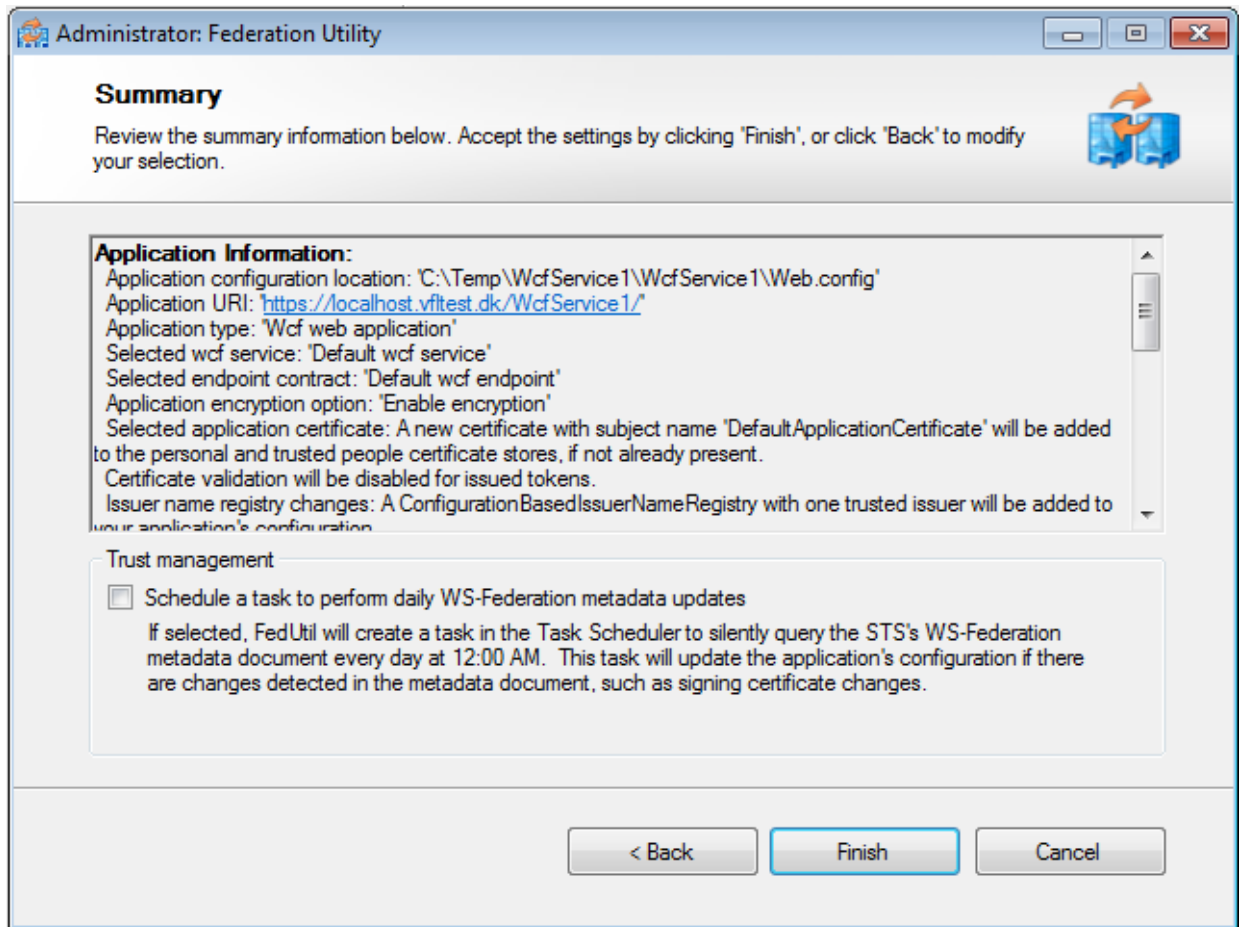 Administrator: Federation Utility
Summary
Review the summary information below. Accept the settings by clicking 'Finish', or click 'Back' to modify
your selection.
Application Information:
Application configuration location: 'C:\Temp\WcfService1\WcfService1\Web.config'
Application URI: 'https://localhost.vfltest.dk/WcfService1/'
Application type: 'Wcf web application'
Selected wcf service: 'Default wcf service'
Selected endpoint contract: 'Default wcf endpoint'
Application encryption option: 'Enable encryption'
Selected application certificate: A new certificate with subject name 'DefaultApplicationCertificate' will be added
to the personal and trusted people certificate stores, if not already present.
Certificate validation will be disabled for issued tokens.
Issuer name registry changes: A ConfigurationBasedIssuerNameRegistry with one trusted issuer will be added to
your application's configuration
Trust management
Schedule a task to perform daily WS-Federation metadata updates
If selected, FedUtil will create a task in the Task Scheduler to silently query the STS's WS-Federation
metadata document every day at 12:00 AM. This task will update the application's configuration if there
are changes detected in the metadata document, such as signing certificate changes.
< Back
Finish
Cancel